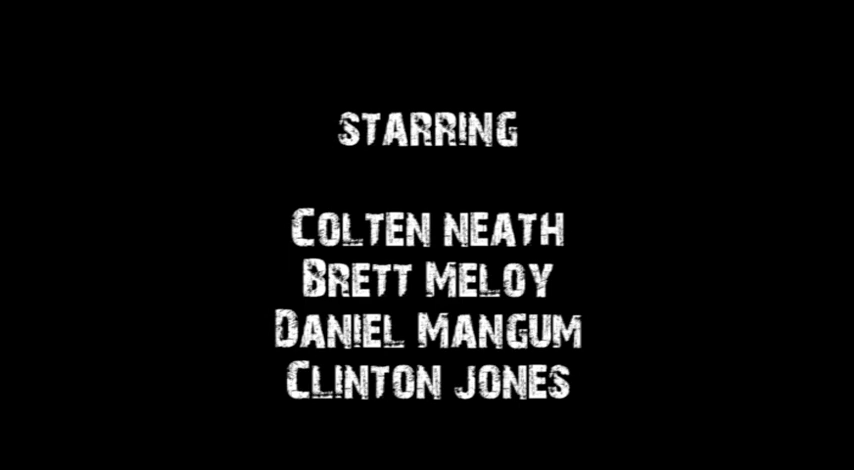 STARRING
COLTEN NEATH
BRETT MELOY
DANIEL MANGUM
CLINTON JONES